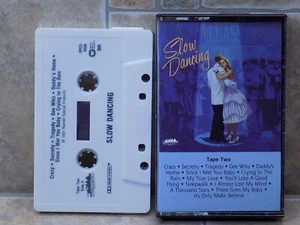 Crazy • Secretly • Tragedy • Gee Whiz • Daddy's Home •
Since I Met You Baby • Crying In The Rain
SLOW DANCING
Slow
Dancing
Tape Two
Crazy • Secretly • Tragedy • Gee Whiz • Daddy's
Home • Since I Met You Baby • Crying In The
Rain • My True Love • You'll Lose A Good
Thing • Sleepwalk • I Almost Lost My Mind •
A Thousand Stars • There Goes My Baby •
It's Only Make Believe